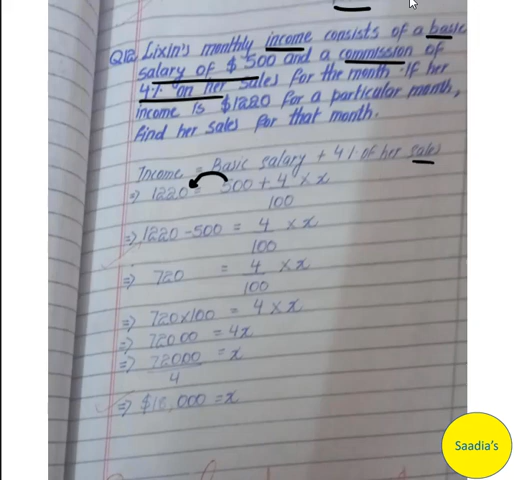 Q12 Lixin's monthly income consists of a basic
salary of $ 500 and a commission of
4% on her sales for the month. If her
income is $1220 for a particular month,
find her sales for that month.
Income = Basic salary + 4% of her sales
⇒ 1220 = 500 + 4 × x
100
⇒ 1220 - 500 = 4 × x
100
⇒ 720 = 4 × x
100
⇒ 720×100 = 4 × x
⇒ 72000 = 4x
⇒ 72000 = x
4
⇒ $18,000 = x
Saadia's